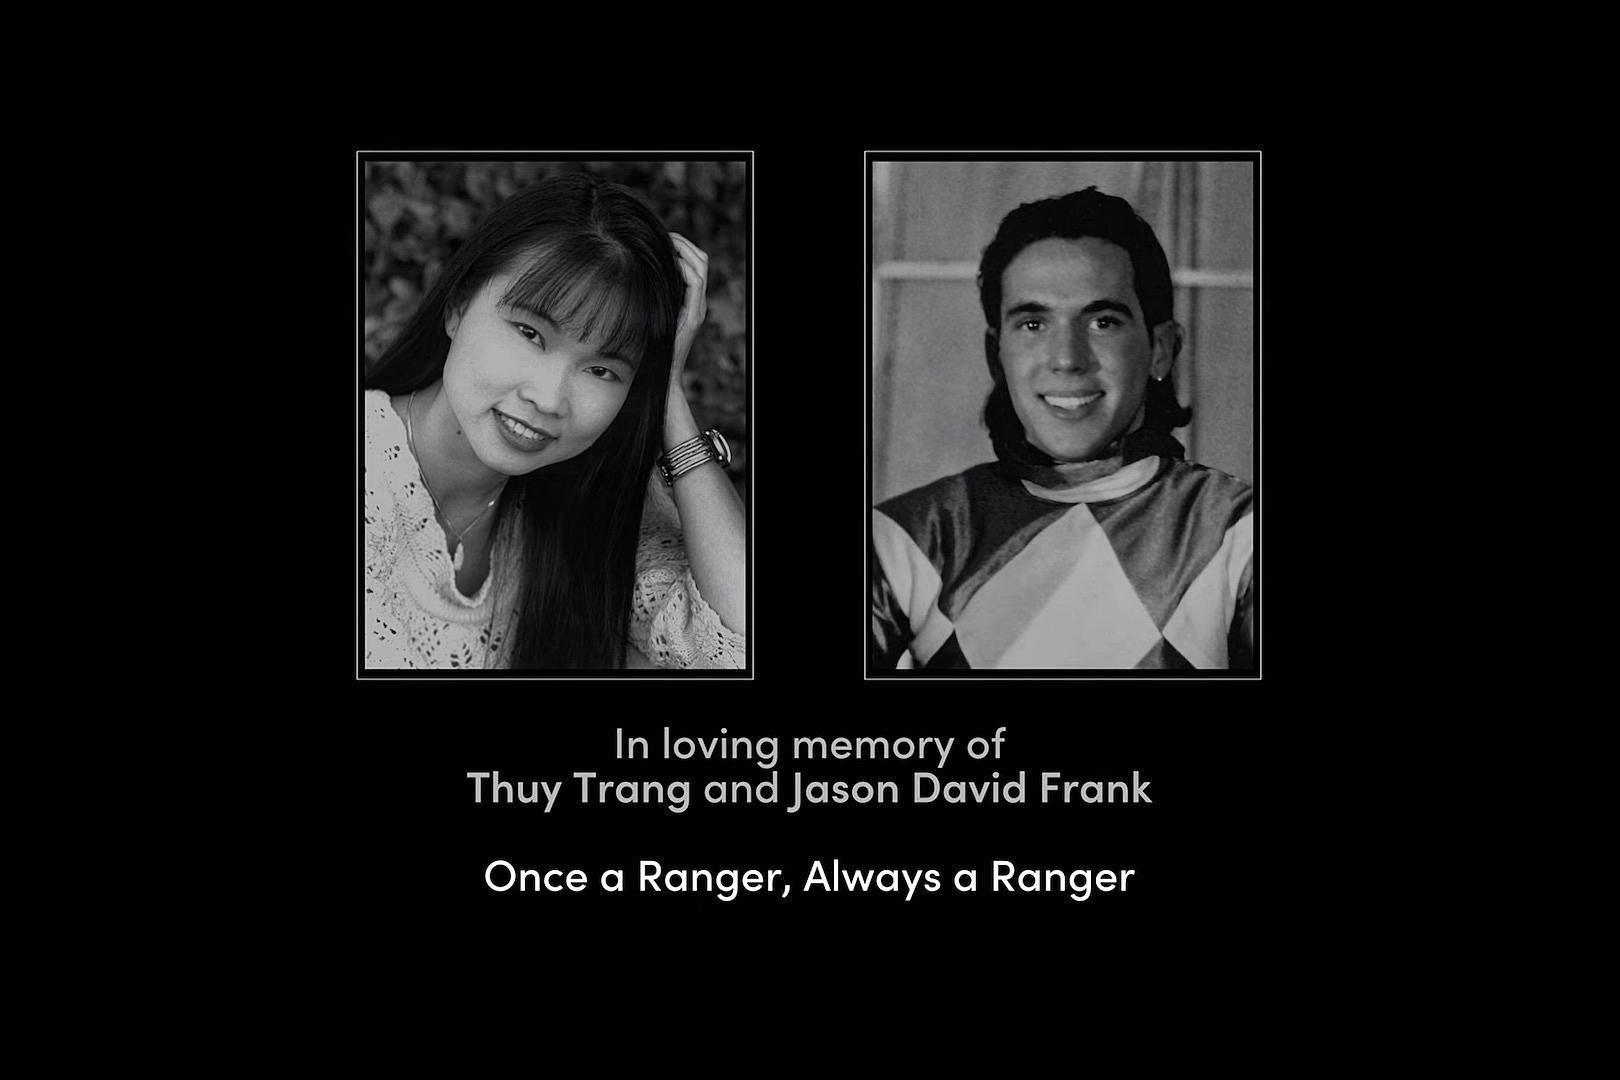 In loving memory of
Thuy Trang and Jason David Frank
Once a Ranger, Always a Ranger